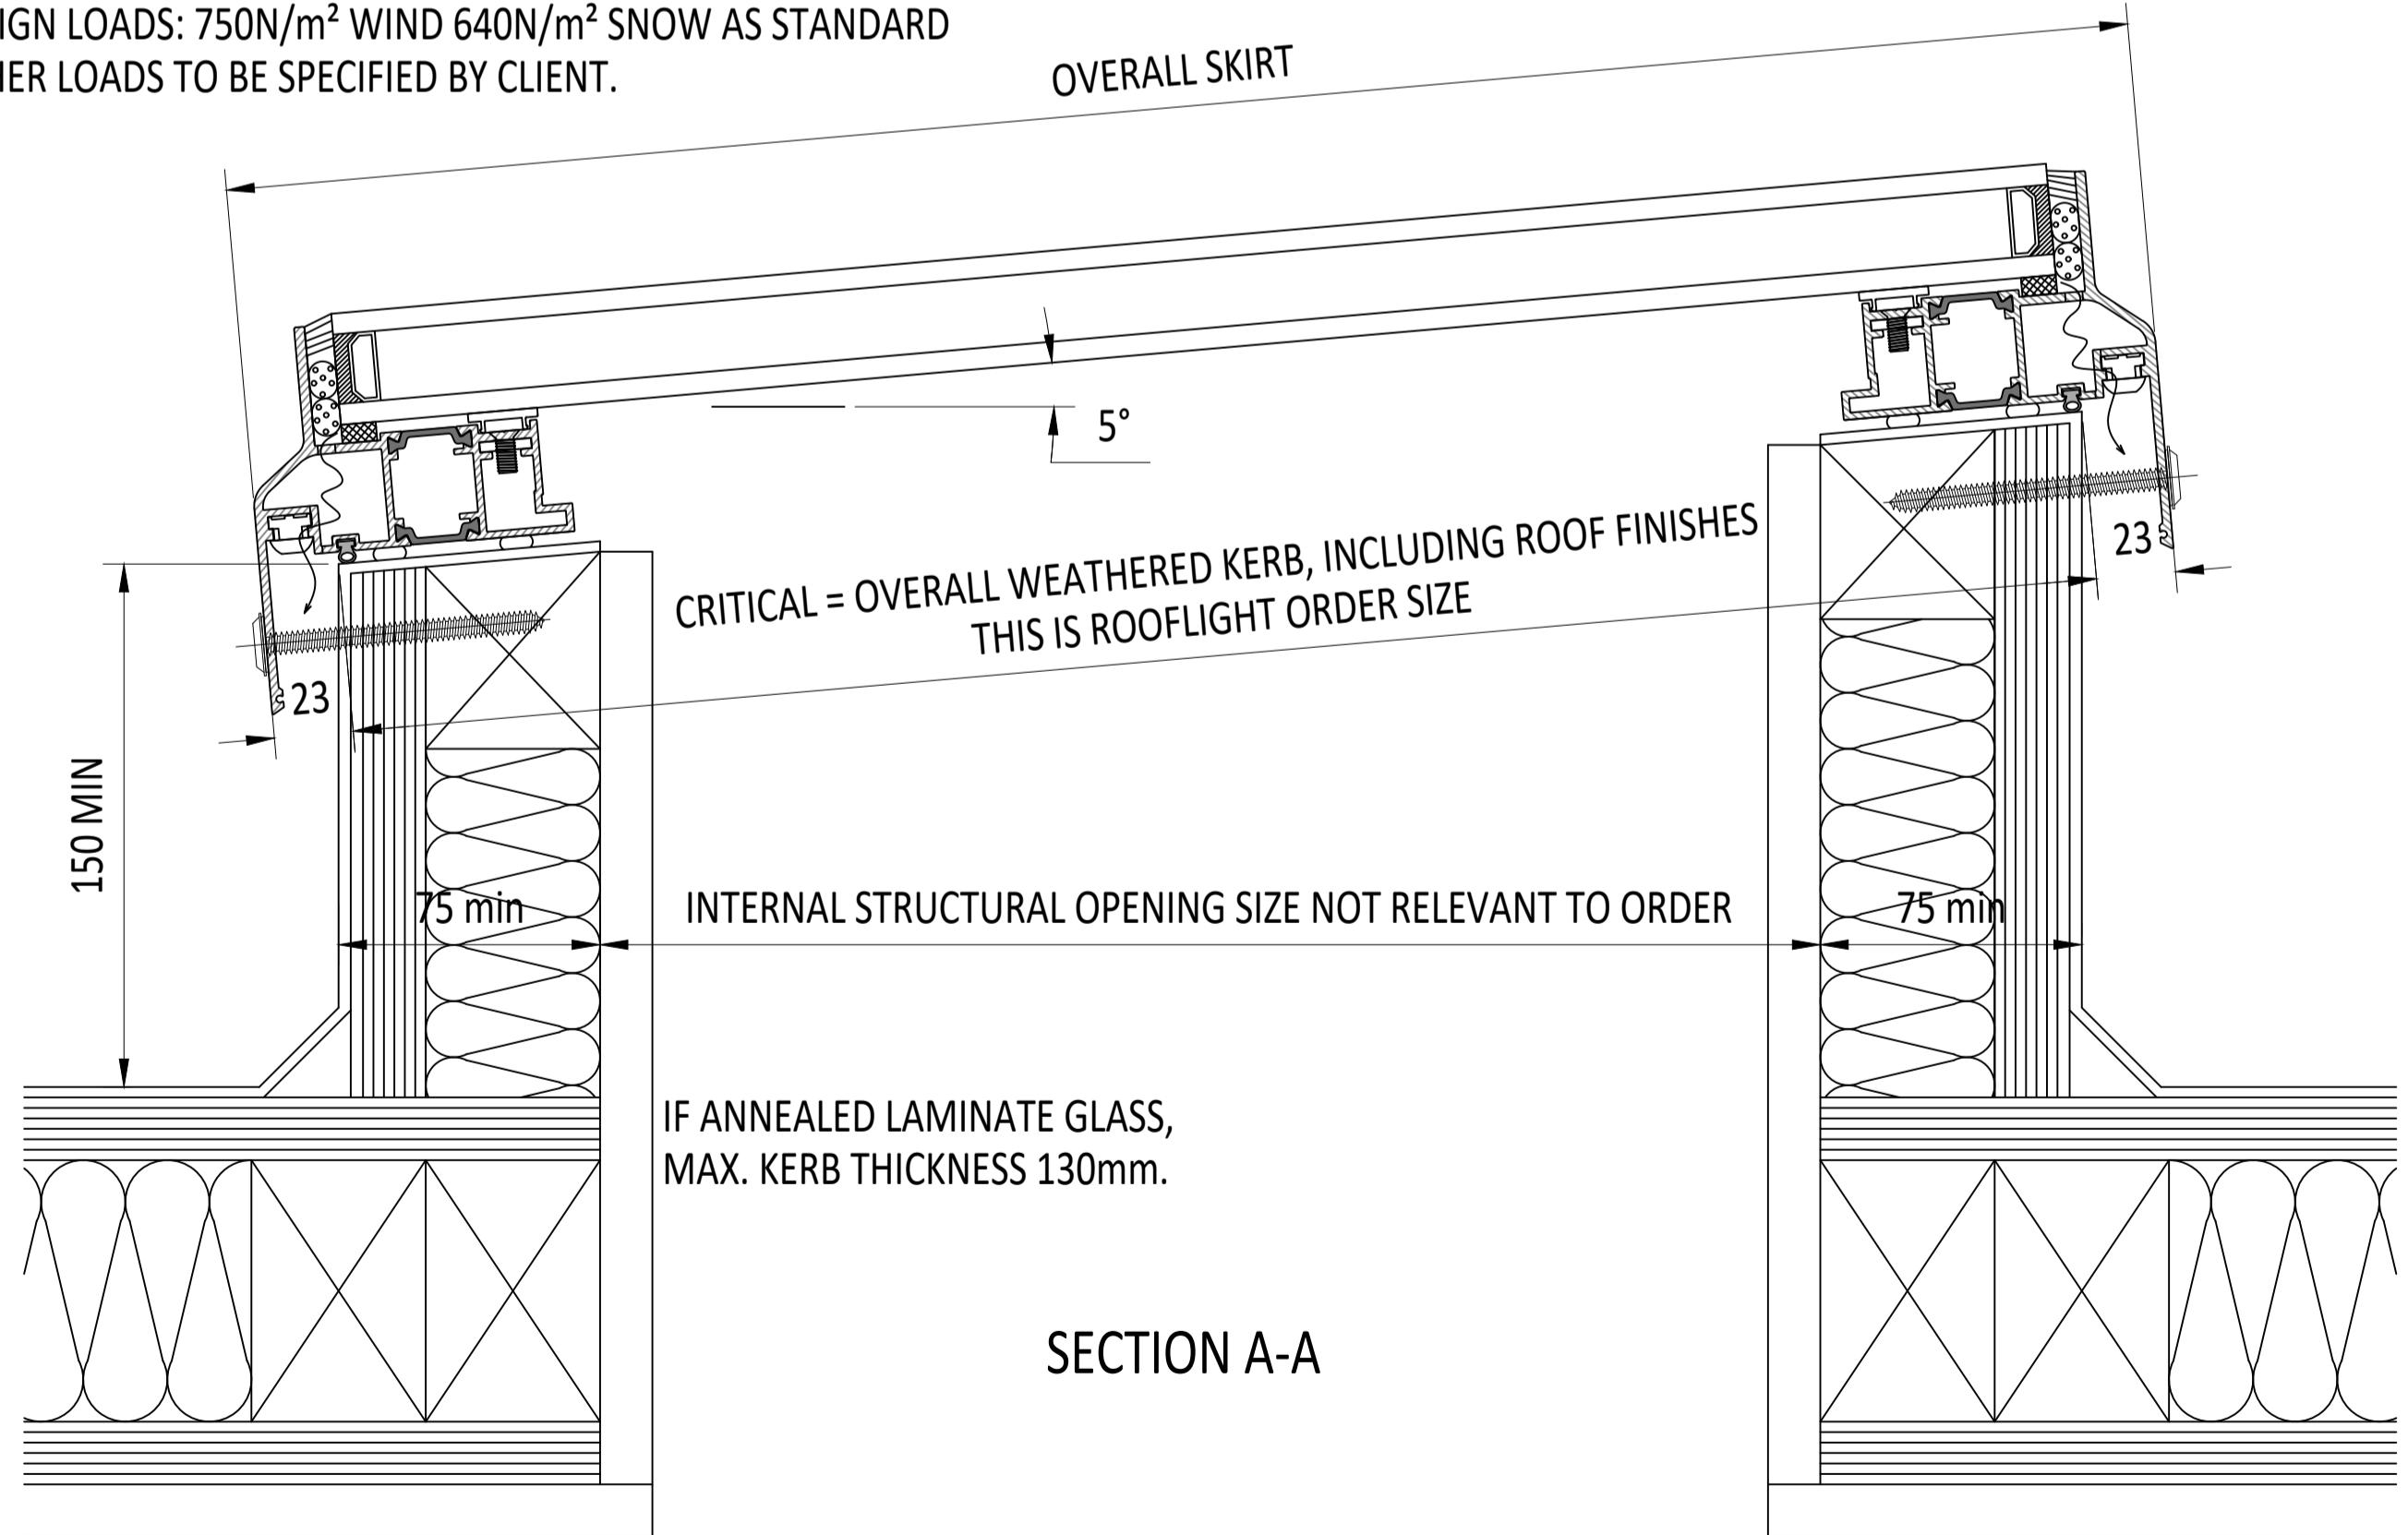 IGN LOADS: 750N/m² WIND 640N/m² SNOW AS STANDARD
IER LOADS TO BE SPECIFIED BY CLIENT.
OVERALL SKIRT
5°
CRITICAL = OVERALL WEATHERED KERB, INCLUDING ROOF FINISHES
THIS IS ROOFLIGHT ORDER SIZE
23
23
150 MIN
75 min
INTERNAL STRUCTURAL OPENING SIZE NOT RELEVANT TO ORDER
75 min
IF ANNEALED LAMINATE GLASS,
MAX. KERB THICKNESS 130mm.
SECTION A-A